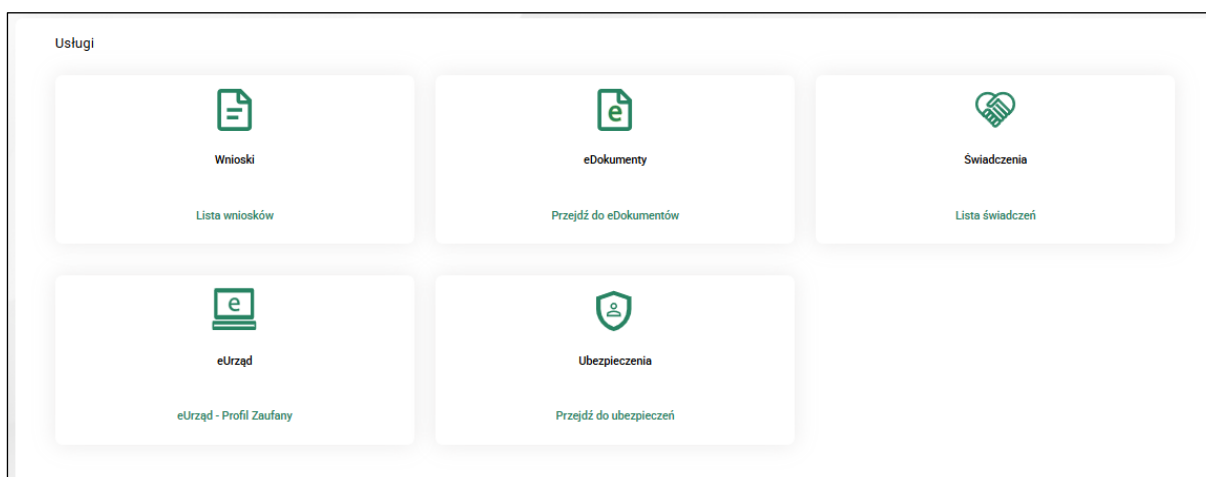 Usługi
Wnioski
Lista wniosków
e
eDokumenty
Przejdź do eDokumentów
Świadczenia
Lista świadczeń
e
eUrząd
eUrząd - Profil Zaufany
Ubezpieczenia
Przejdź do ubezpieczeń